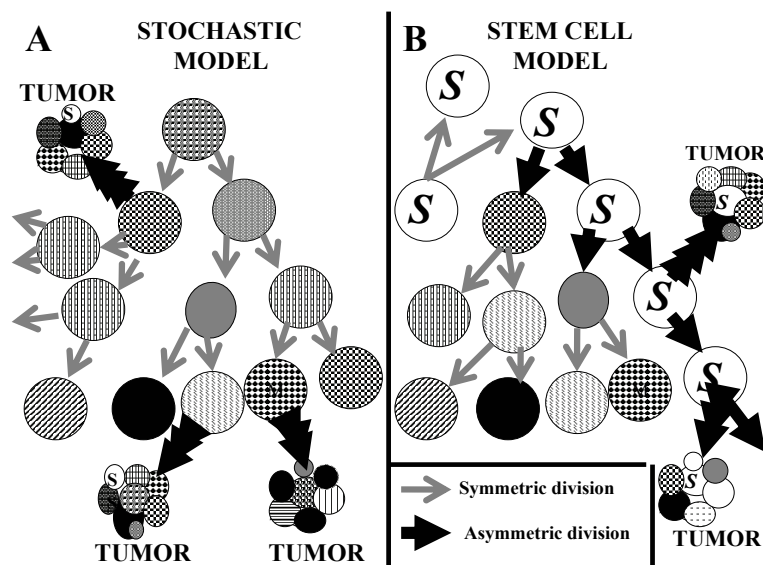 A
STOCHASTIC
MODEL
TUMOR
S
S
TUMOR
M
TUMOR
B
STEM CELL
MODEL
S
S
S
S
TUMOR
S
S
S
M
S
TUMOR
Symmetric division
Asymmetric division